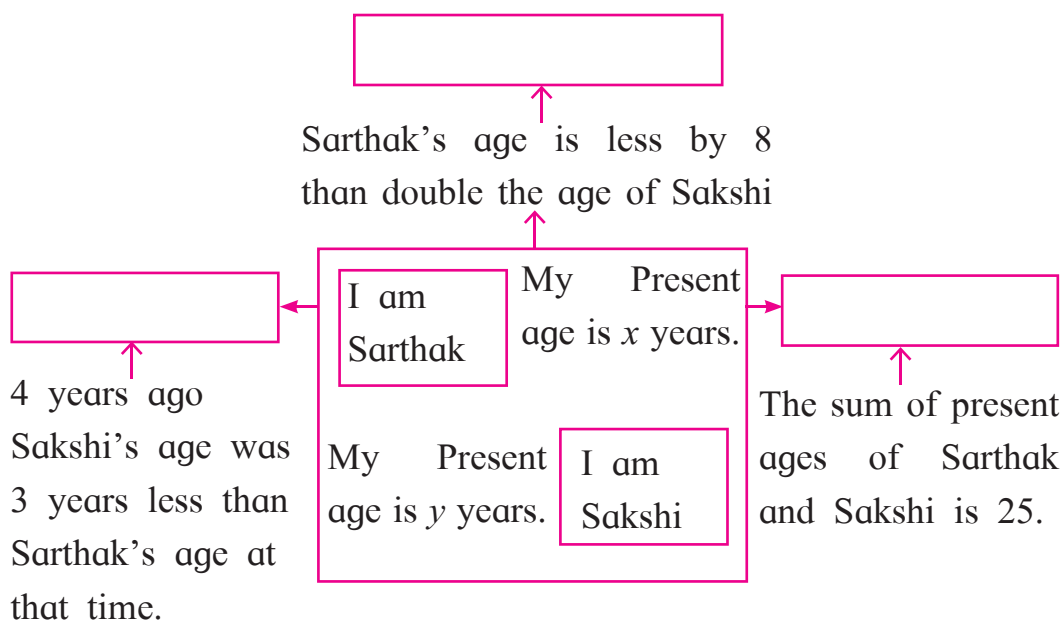 Sarthak's age is less by 8
than double the age of Sakshi
I am
Sarthak
My Present
age is x years.
My Present
age is y years.
I am
Sakshi
4 years ago
Sakshi's age was
3 years less than
Sarthak's age at
that time.
The sum of present
ages of Sarthak
and Sakshi is 25.